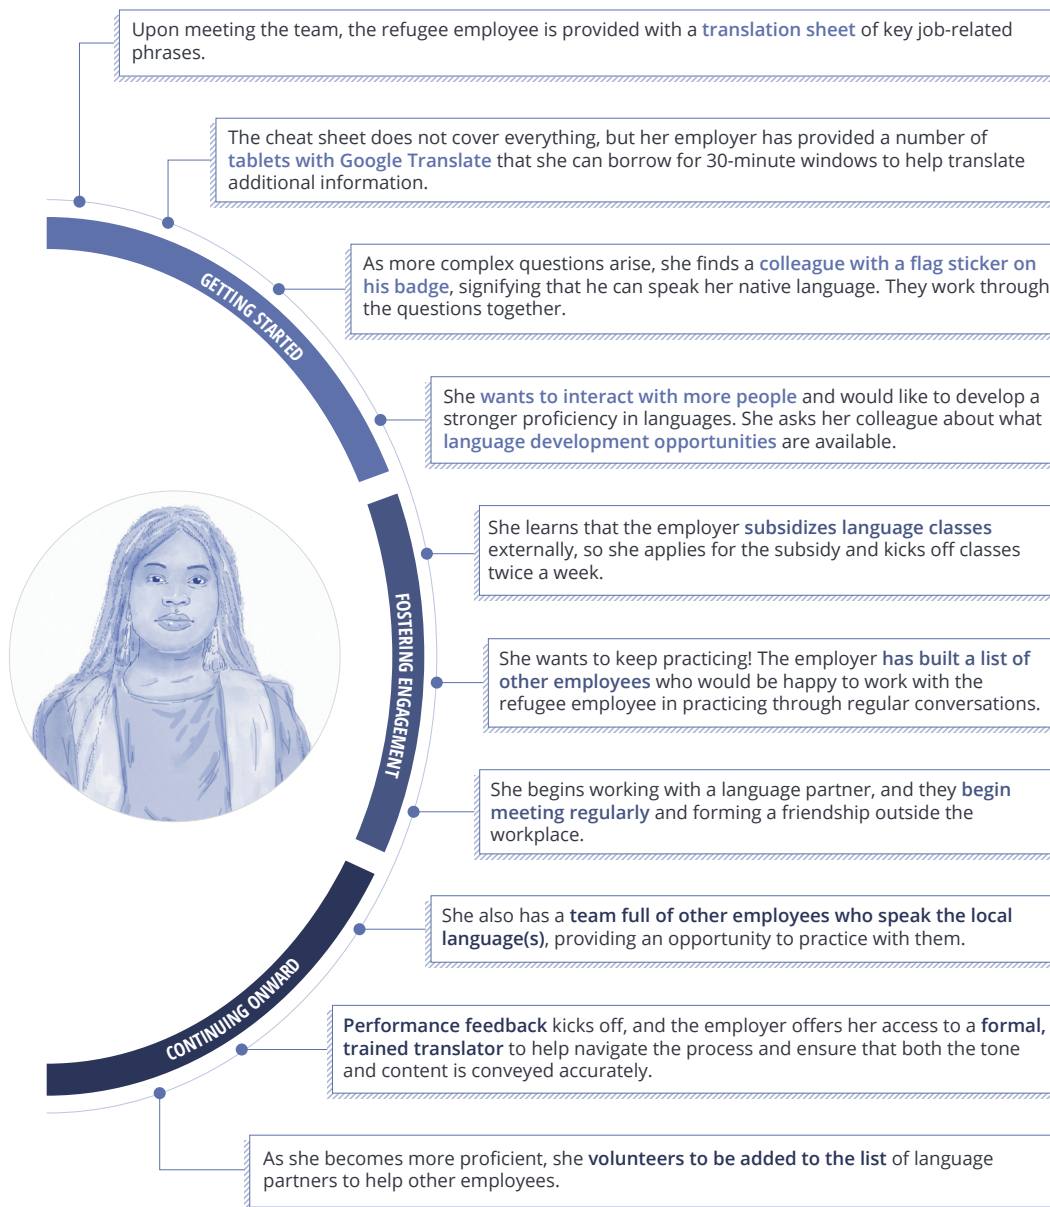 Upon meeting the team, the refugee employee is provided with a translation sheet of key job-related
phrases.
The cheat sheet does not cover everything, but her employer has provided a number of
tablets with Google Translate that she can borrow for 30-minute windows to help translate
additional information.
GETTING STARTED
As more complex questions arise, she finds a colleague with a flag sticker on
his badge, signifying that he can speak her native language. They work through
the questions together.
She wants to interact with more people and would like to develop a
stronger proficiency in languages. She asks her colleague about what
language development opportunities are available.
FOSTERING ENGAGEMENT
She learns that the employer subsidizes language classes
externally, so she applies for the subsidy and kicks off classes
twice a week.
She wants to keep practicing! The employer has built a list of
other employees who would be happy to work with the
refugee employee in practicing through regular conversations.
She begins working with a language partner, and they begin
meeting regularly and forming a friendship outside the
workplace.
CONTINUING ONWARD
She also has a team full of other employees who speak the local
language(s), providing an opportunity to practice with them.
Performance feedback kicks off, and the employer offers her access to a formal,
trained translator to help navigate the process and ensure that both the tone
and content is conveyed accurately.
As she becomes more proficient, she volunteers to be added to the list of language
partners to help other employees.